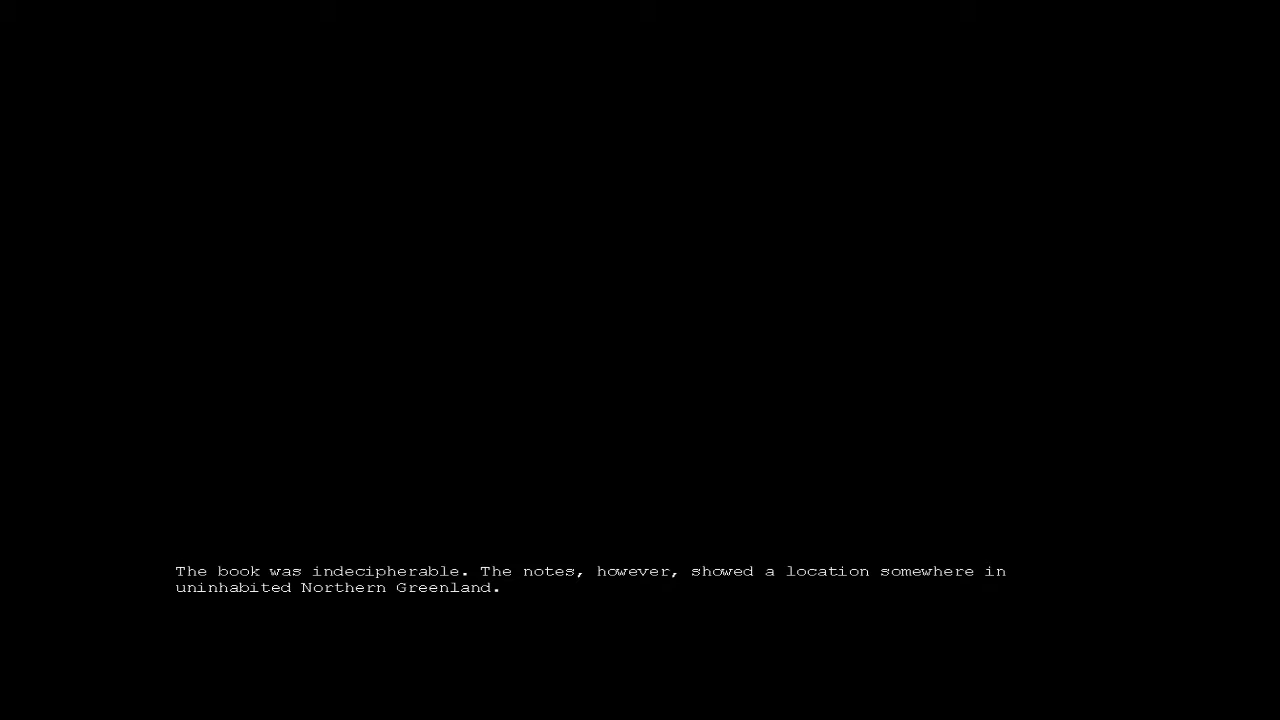 The book was indecipherable. The notes, however, showed a location somewhere in
uninhabited Northern Greenland.